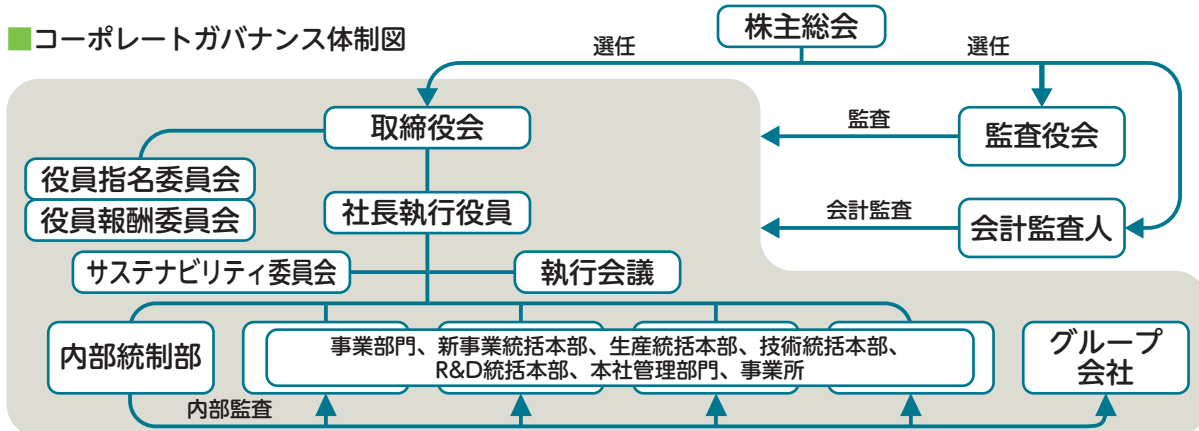 ■コーポレートガバナンス体制図
株主総会
選任
選任
取締役会
監査
監査役会
役員指名委員会
役員報酬委員会
社長執行役員
会計監査
会計監査人
サステナビリティ委員会
執行会議
内部統制部
事業部門、新事業統括本部、生産統括本部、技術統括本部、
R&D統括本部、本社管理部門、事業所
グループ
会社
内部監査